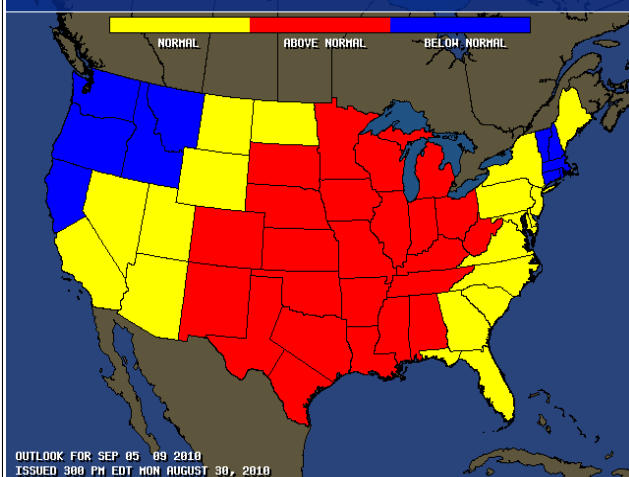 NORMAL ABOVE NORMAL BELOW NORMAL
OUTLOOK FOR SEP 05 09 2010
ISSUED 300 PM EDT MON AUGUST 30, 2010